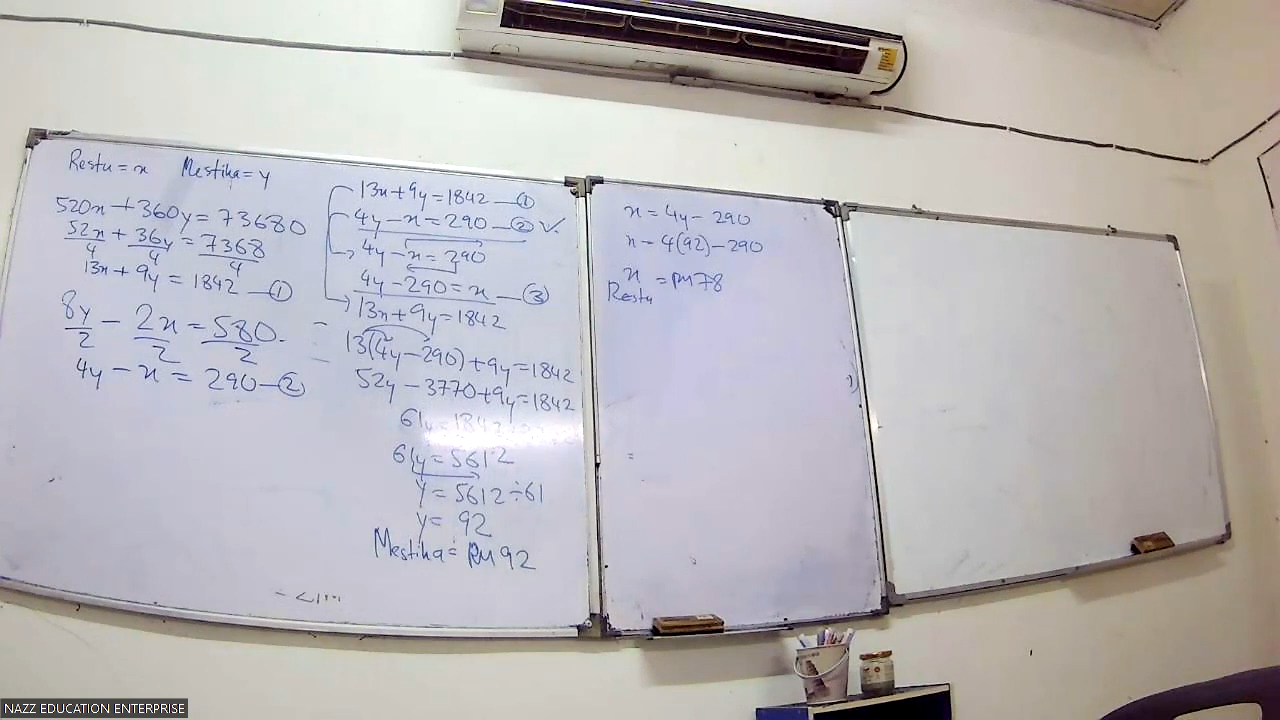 Restu = x Mestika = y
520x + 360y = 73680
52x/4 + 36y/4 = 7368/4
13x + 9y = 1842 — ①
8y/2 - 2x/2 = 580/2
4y - x = 290 — ②
13x + 9y = 1842 — ①
4y - x = 290 — ②
4y - x = 290
4y - 290 = x — ③
13x + 9y = 1842
13(4y - 290) + 9y = 1842
52y - 3770 + 9y = 1842
61y = 1842
61y = 5612
y = 5612 ÷ 61
y = 92
Mestika = RM92
x = 4y - 290
x = 4(92) - 290
x = RM78
Restu
NAZZ EDUCATION ENTERPRISE